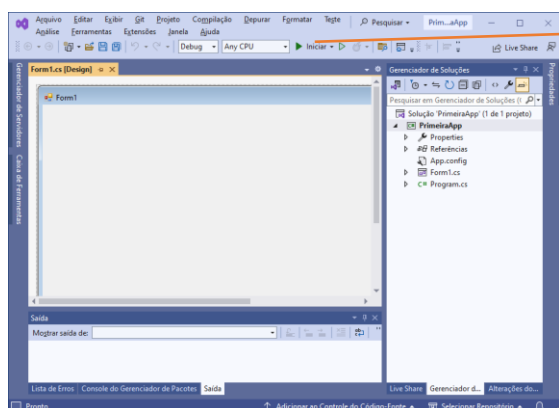 Arquivo Editar Exibir Git Projeto Compilação Depurar Formatar Teste Pesquisar Prim...aApp
Análise Ferramentas Extensões Janela Ajuda
Debug Any CPU Iniciar Live Share
Gerenciador de Servidores
Caixa de Ferramentas
Form1.cs [Design]
Form1
Gerenciador de Soluções
Pesquisar em Gerenciador de Soluções (
Solução 'PrimeiraApp' (1 de 1 projeto)
PrimeiraApp
Properties
Referências
App.config
Form1.cs
C# Program.cs
Propriedades
Saída
Mostrar saída de:
Lista de Erros Console do Gerenciador de Pacotes Saída
Live Share Gerenciador d... Alterações do...
Pronto Adicionar ao Controle do Código-Fonte Selecionar Repositório